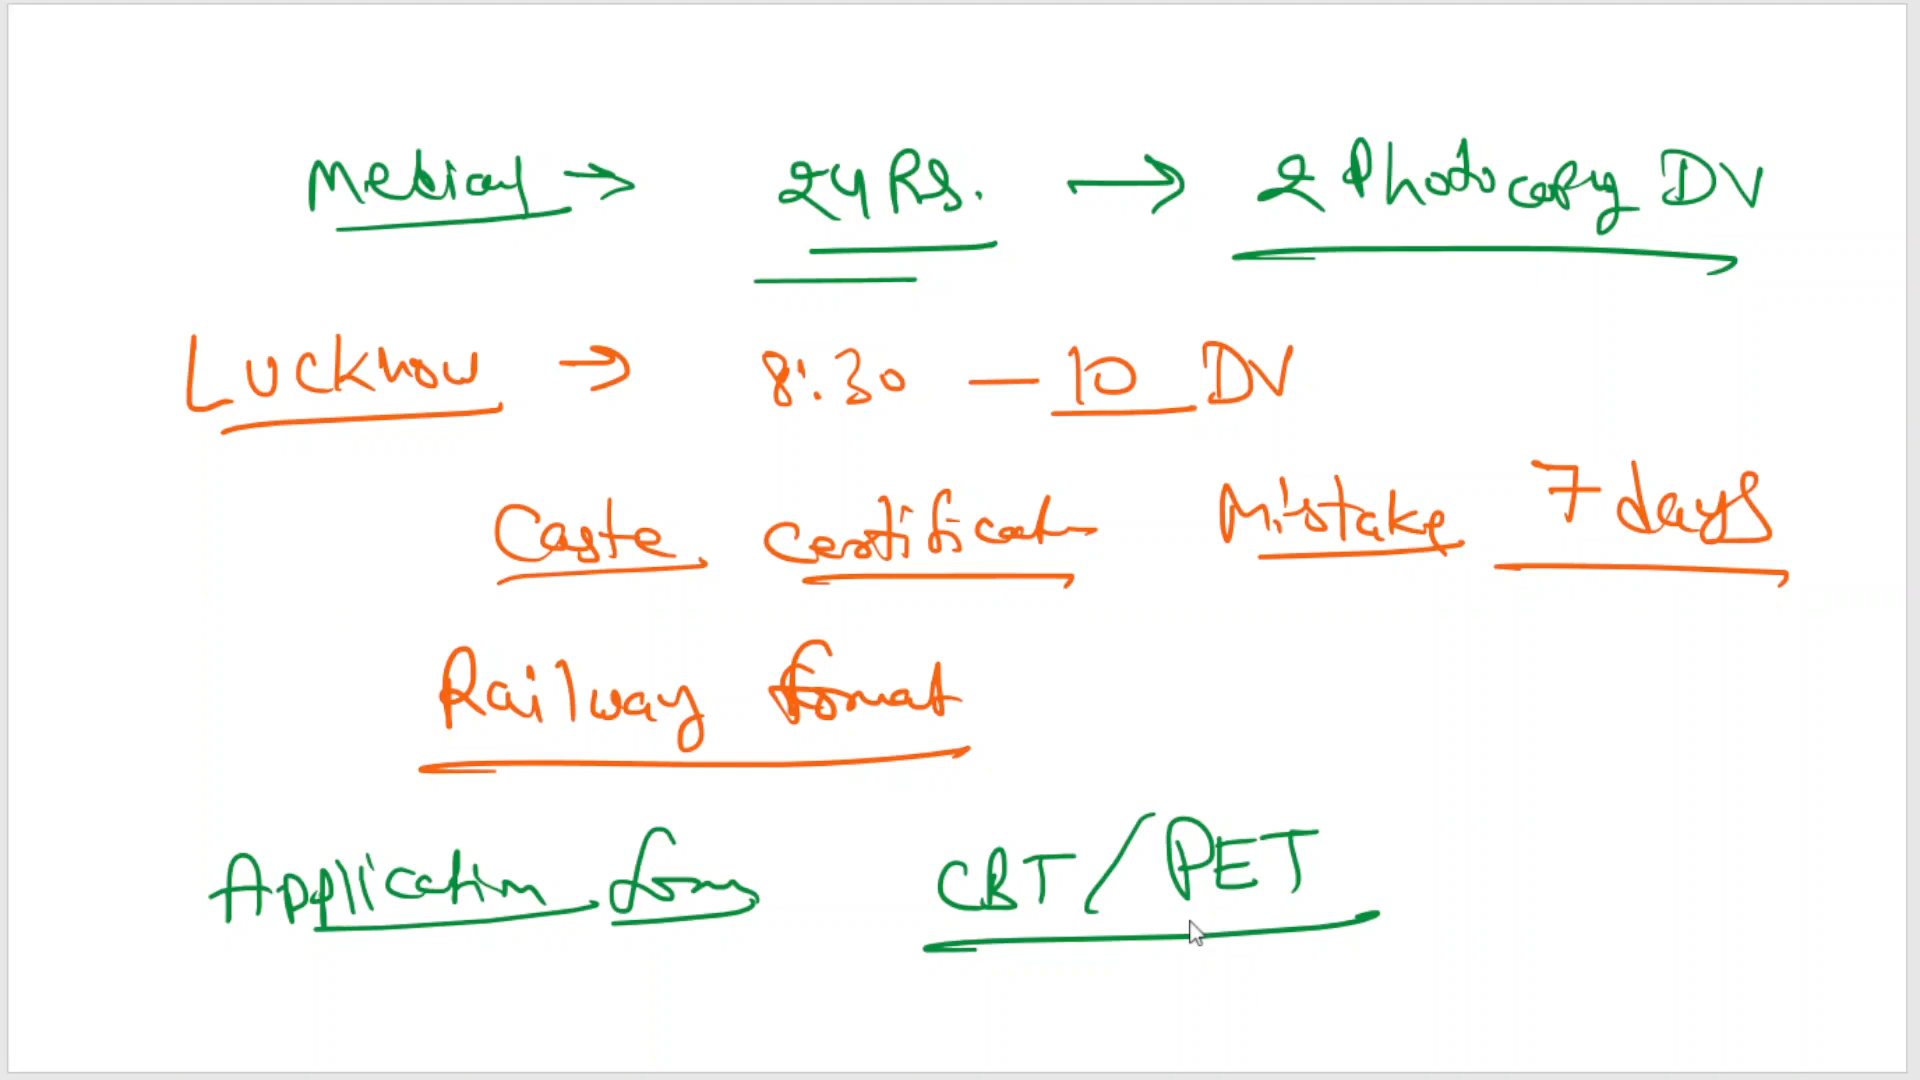 Medical → 24 Rs. → 2 Photocopy DV
Lucknow → 8:30 — 10 DV
Caste Certificate Mistake 7 days
Railway format
Application form CBT/PET